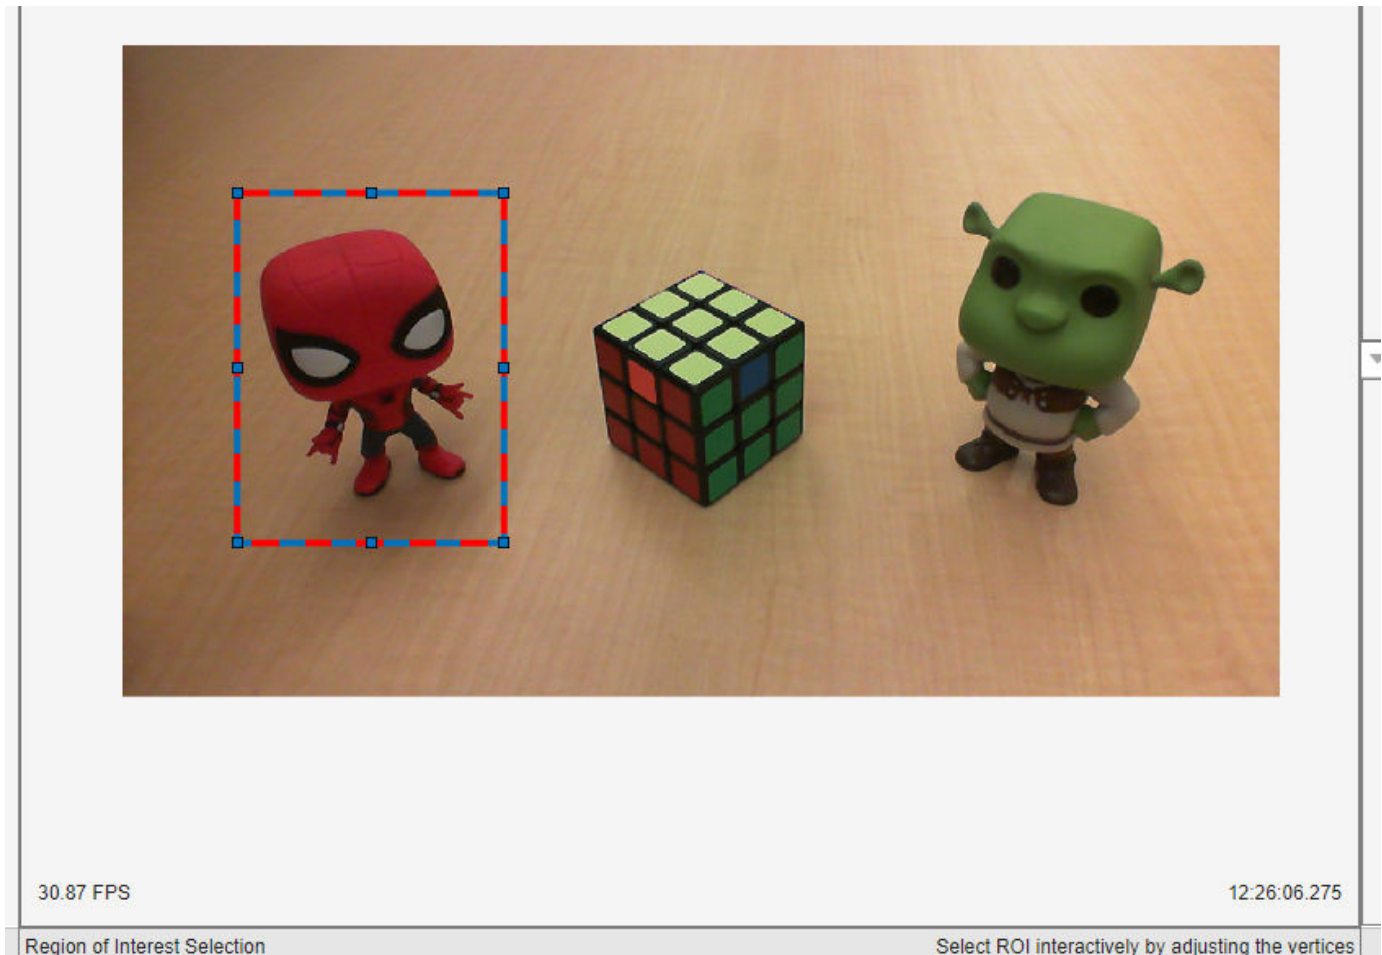 30.87 FPS
12:26:06.275
Region of Interest Selection
Select ROI interactively by adjusting the vertices